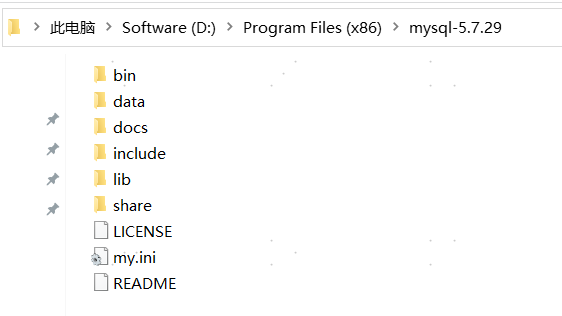 此电脑 > Software (D:) > Program Files (x86) > mysql-5.7.29
bin
data
docs
include
lib
share
LICENSE
my.ini
README